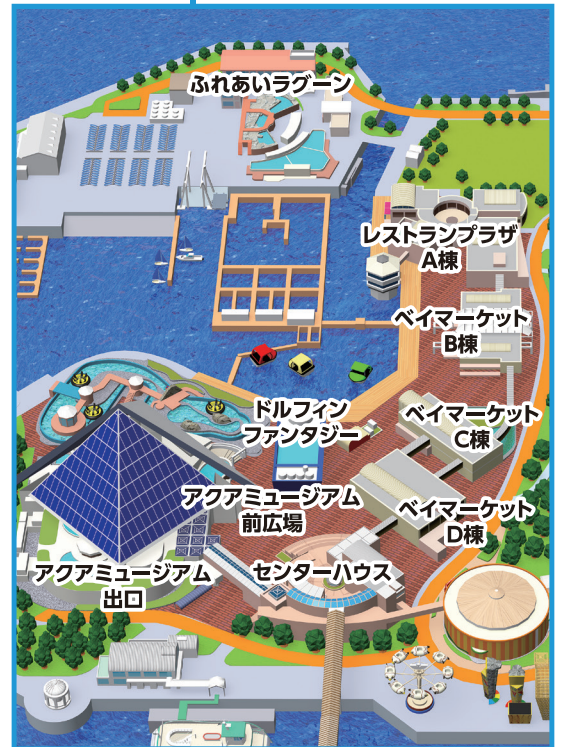 ふれあいラグーン
レストランプラザ
A棟
ベイマーケット
B棟
ベイマーケット
C棟
ドルフィン
ファンタジー
アクアミュージアム
前広場
ベイマーケット
D棟
アクアミュージアム
出口
センターハウス